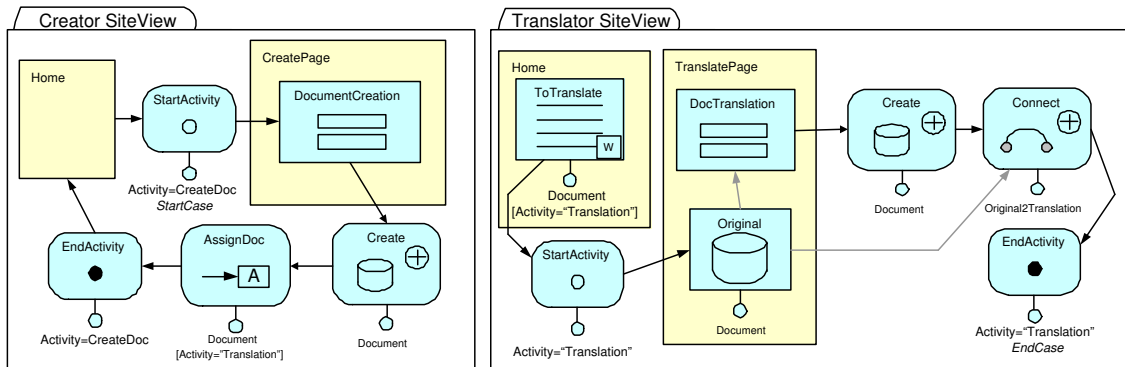 Creator SiteView
Home
StartActivity
Activity=CreateDoc
StartCase
CreatePage
DocumentCreation
EndActivity
Activity=CreateDoc
AssignDoc
A
Document
[Activity="Translation"]
Create
Document
Translator SiteView
Home
ToTranslate
W
Document
[Activity="Translation"]
StartActivity
Activity="Translation"
TranslatePage
DocTranslation
Original
Document
Create
Document
Connect
Original2Translation
EndActivity
Activity="Translation"
EndCase